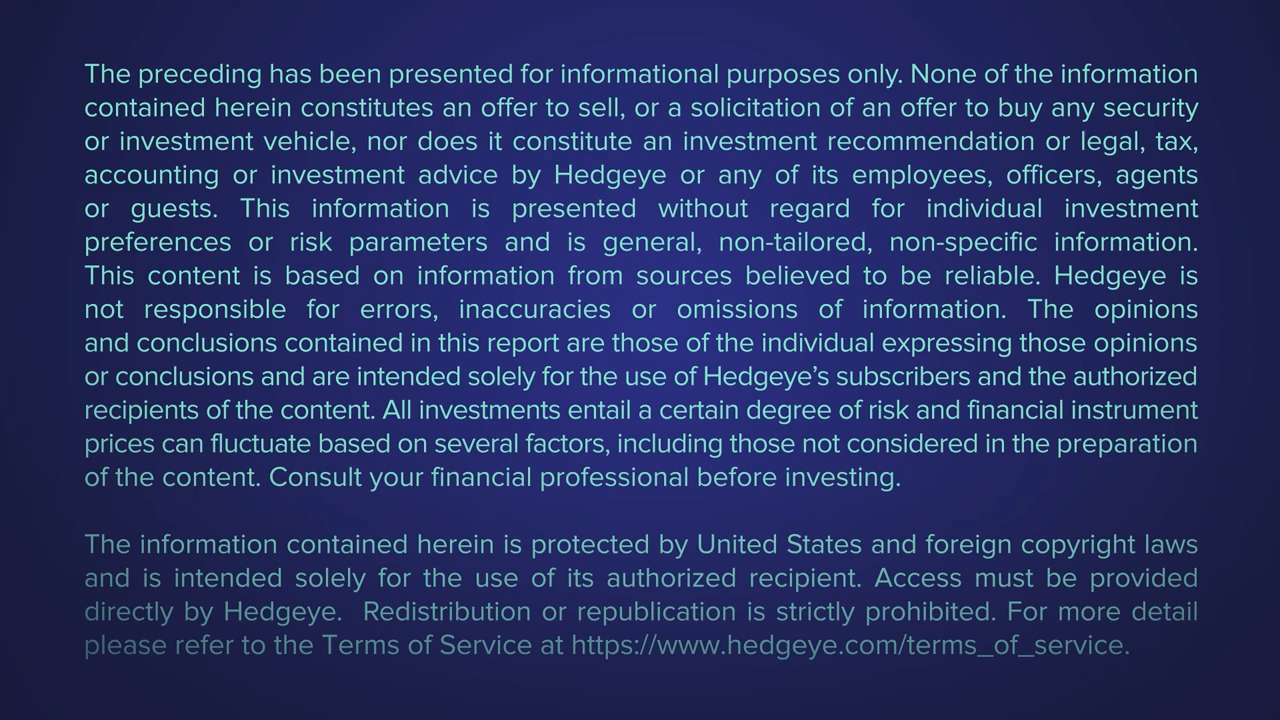 The preceding has been presented for informational purposes only. None of the information
contained herein constitutes an offer to sell, or a solicitation of an offer to buy any security
or investment vehicle, nor does it constitute an investment recommendation or legal, tax,
accounting or investment advice by Hedgeye or any of its employees, officers, agents
or guests. This information is presented without regard for individual investment
preferences or risk parameters and is general, non-tailored, non-specific information.
This content is based on information from sources believed to be reliable. Hedgeye is
not responsible for errors, inaccuracies or omissions of information. The opinions
and conclusions contained in this report are those of the individual expressing those opinions
or conclusions and are intended solely for the use of Hedgeye’s subscribers and the authorized
recipients of the content. All investments entail a certain degree of risk and financial instrument
prices can fluctuate based on several factors, including those not considered in the preparation
of the content. Consult your financial professional before investing.
The information contained herein is protected by United States and foreign copyright laws
and is intended solely for the use of its authorized recipient. Access must be provided
directly by Hedgeye.  Redistribution or republication is strictly prohibited. For more detail
please refer to the Terms of Service at https://www.hedgeye.com/terms_of_service.